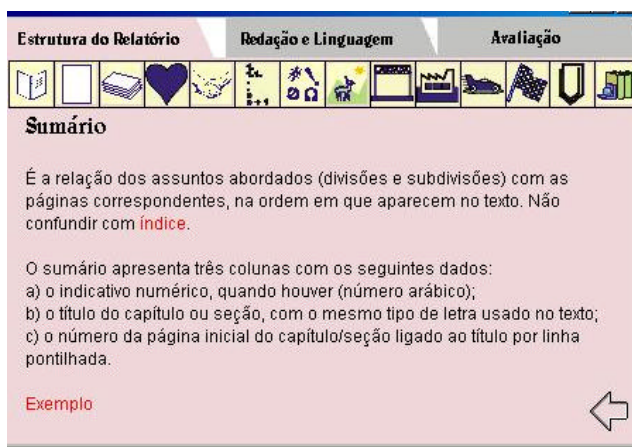 Estrutura do Relatório
Redação e Linguagem
Avaliação
Sumário
É a relação dos assuntos abordados (divisões e subdivisões) com as
páginas correspondentes, na ordem em que aparecem no texto. Não
confundir com índice.
O sumário apresenta três colunas com os seguintes dados:
a) o indicativo numérico, quando houver (número arábico);
b) o título do capítulo ou seção, com o mesmo tipo de letra usado no texto;
c) o número da página inicial do capítulo/seção ligado ao título por linha
pontilhada.
Exemplo